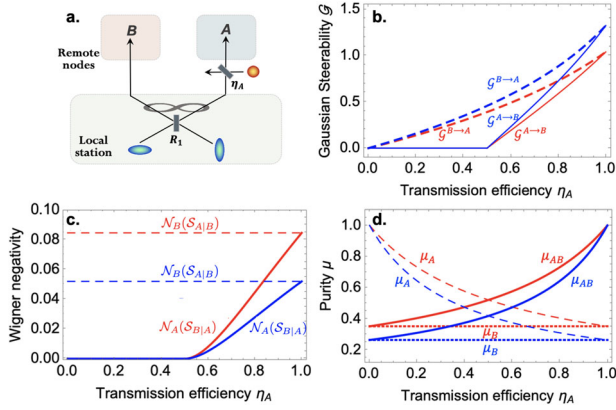 a.
B
A
Remote
nodes
η_A
Local
station
R₁
b.
Gaussian Steerability 𝒢
1.5
1.0
0.5
0.0
𝒢^{B→A}
𝒢^{A→B}
𝒢^{B→A}
𝒢^{A→B}
0.0 0.2 0.4 0.6 0.8 1.0
Transmission efficiency η_A
c.
Wigner negativity
0.10
0.08
0.06
0.04
0.02
0.00
𝒩_B(𝒮_{A|B})
𝒩_B(𝒮_{A|B})
𝒩_A(𝒮_{B|A})
𝒩_A(𝒮_{B|A})
0.0 0.2 0.4 0.6 0.8 1.0
Transmission efficiency η_A
d.
Purity μ
1.0
0.8
0.6
0.4
0.2
μ_A
μ_A
μ_{AB}
μ_{AB}
μ_B
μ_B
0.0 0.2 0.4 0.6 0.8 1.0
Transmission efficiency η_A